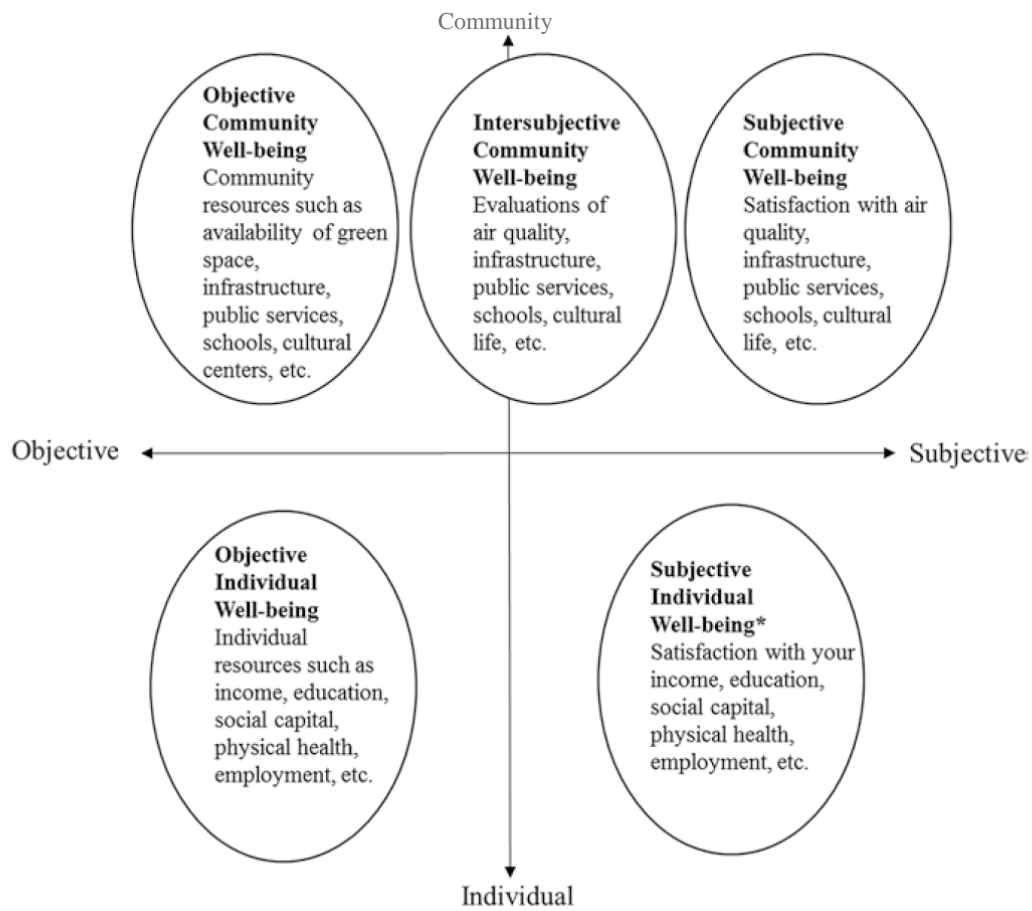 Community
Objective
Community
Well-being
Community
resources such as
availability of green
space,
infrastructure,
public services,
schools, cultural
centers, etc.
Intersubjective
Community
Well-being
Evaluations of
air quality,
infrastructure,
public services,
schools, cultural
life, etc.
Subjective
Community
Well-being
Satisfaction with air
quality,
infrastructure,
public services,
schools, cultural
life, etc.
Objective
Subjective
Objective
Individual
Well-being
Individual
resources such as
income, education,
social capital,
physical health,
employment, etc.
Subjective
Individual
Well-being*
Satisfaction with your
income, education,
social capital,
physical health,
employment, etc.
Individual